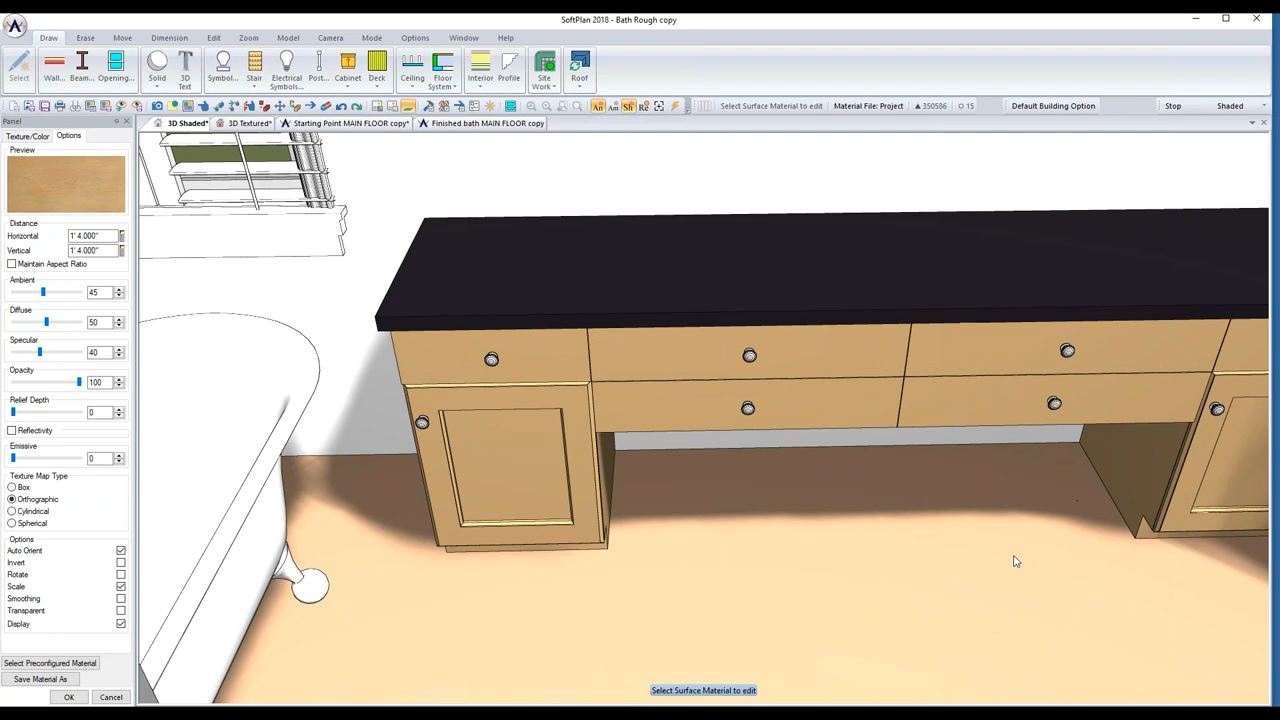 SoftPlan 2018 - Bath Rough copy
Draw Erase Move Dimension Edit Zoom Model Camera Mode Options Window Help
Select Wall... Beam... Opening... Solid 3D Text Symbol... Stair Electrical Symbols... Post... Cabinet Deck Ceiling Floor System Interior Profile Site Work Roof
An Am Sh Re Select Surface Material to edit Material File: Project 350586 15 Default Building Option Stop Shaded
Panel
3D Shaded* 3D Textured* Starting Point MAIN FLOOR copy* Finished bath MAIN FLOOR copy
Texture/Color Options
Preview
Distance
Horizontal 1' 4.000"
Vertical 1' 4.000"
Maintain Aspect Ratio
Ambient
45
Diffuse
50
Specular
40
Opacity
100
Relief Depth
0
Reflectivity
Emissive
0
Texture Map Type
Box
Orthographic
Cylindrical
Spherical
Options
Auto Orient
Invert
Rotate
Scale
Smoothing
Transparent
Display
Select Preconfigured Material
Save Material As
OK Cancel
Select Surface Material to edit